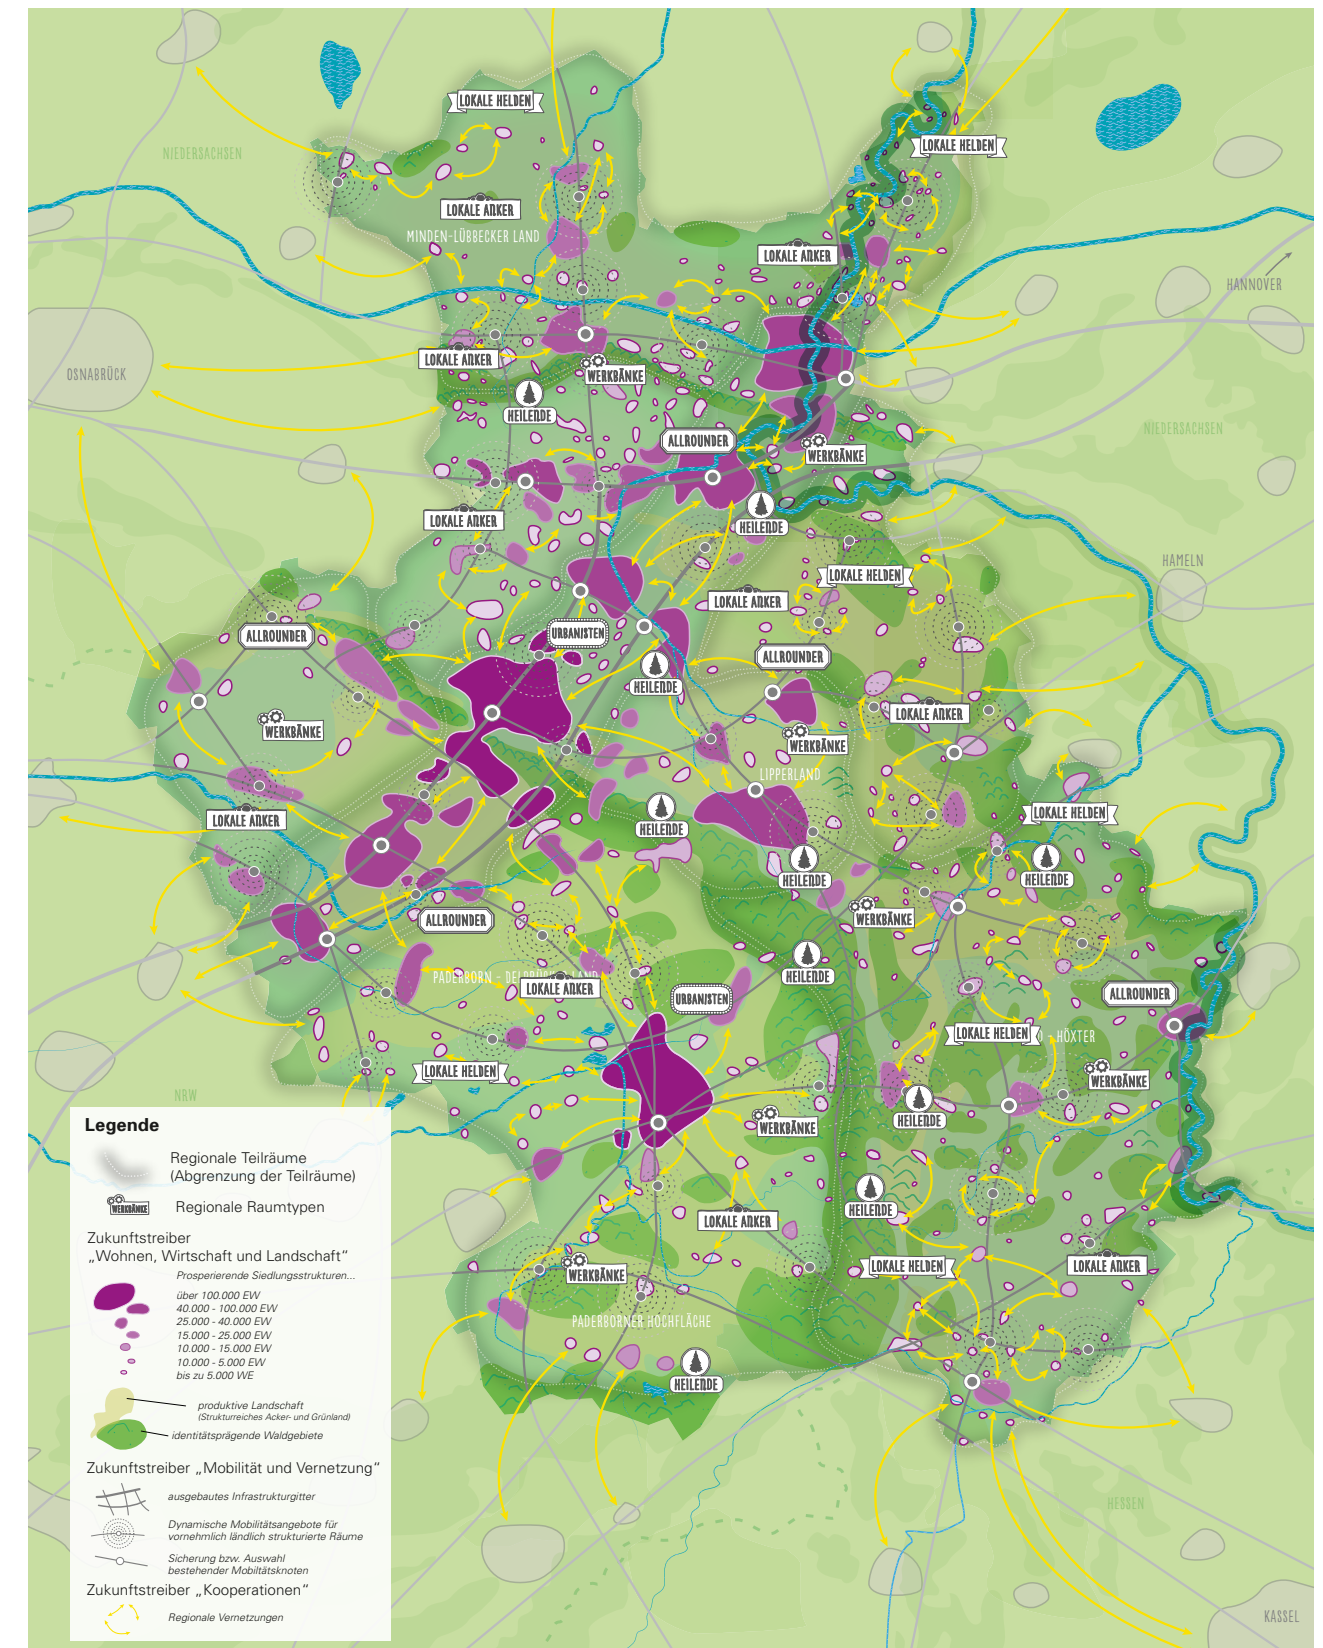 LOKALE HELDEN
LOKALE HELDEN
NIEDERSACHSEN
LOKALE ANKER
MINDEN-LÜBBECKER LAND
LOKALE ANKER
HANNOVER
LOKALE ANKER
OSNABRÜCK
WERKBÄNKE
HEILENDE
NIEDERSACHSEN
ALLROUNDER
WERKBÄNKE
LOKALE ANKER
HEILENDE
HAMELN
LOKALE HELDEN
LOKALE ANKER
ALLROUNDER
URBANISTEN
ALLROUNDER
HEILENDE
LOKALE ANKER
WERKBÄNKE
WERKBÄNKE
LIPPERLAND
LOKALE ANKER
HEILENDE
LOKALE HELDEN
HEILENDE
HEILENDE
ALLROUNDER
WERKBÄNKE
HEILENDE
PADERBORN - DELBRÜCKER LAND
LOKALE ANKER
URBANISTEN
ALLROUNDER
LOKALE HELDEN
- HÖXTER
LOKALE HELDEN
WERKBÄNKE
NRW
HEILENDE
WERKBÄNKE
HEILENDE
LOKALE ANKER
LOKALE HELDEN
LOKALE ANKER
WERKBÄNKE
PADERBORNER HOCHFLÄCHE
HEILENDE
HESSEN
KASSEL
Legende
Regionale Teilräume
(Abgrenzung der Teilräume)
WERKBÄNKE
Regionale Raumtypen
Zukunftstreiber
„Wohnen, Wirtschaft und Landschaft“
Prosperierende Siedlungsstrukturen...
über 100.000 EW
40.000 - 100.000 EW
25.000 - 40.000 EW
15.000 - 25.000 EW
10.000 - 15.000 EW
10.000 - 5.000 EW
bis zu 5.000 WE
produktive Landschaft
(Strukturreiches Acker- und Grünland)
identitätsprägende Waldgebiete
Zukunftstreiber „Mobilität und Vernetzung“
ausgebautes Infrastrukturgitter
Dynamische Mobilitätsangebote für
vornehmlich ländlich strukturierte Räume
Sicherung bzw. Auswahl
bestehender Mobiltätsknoten
Zukunftstreiber „Kooperationen“
Regionale Vernetzungen